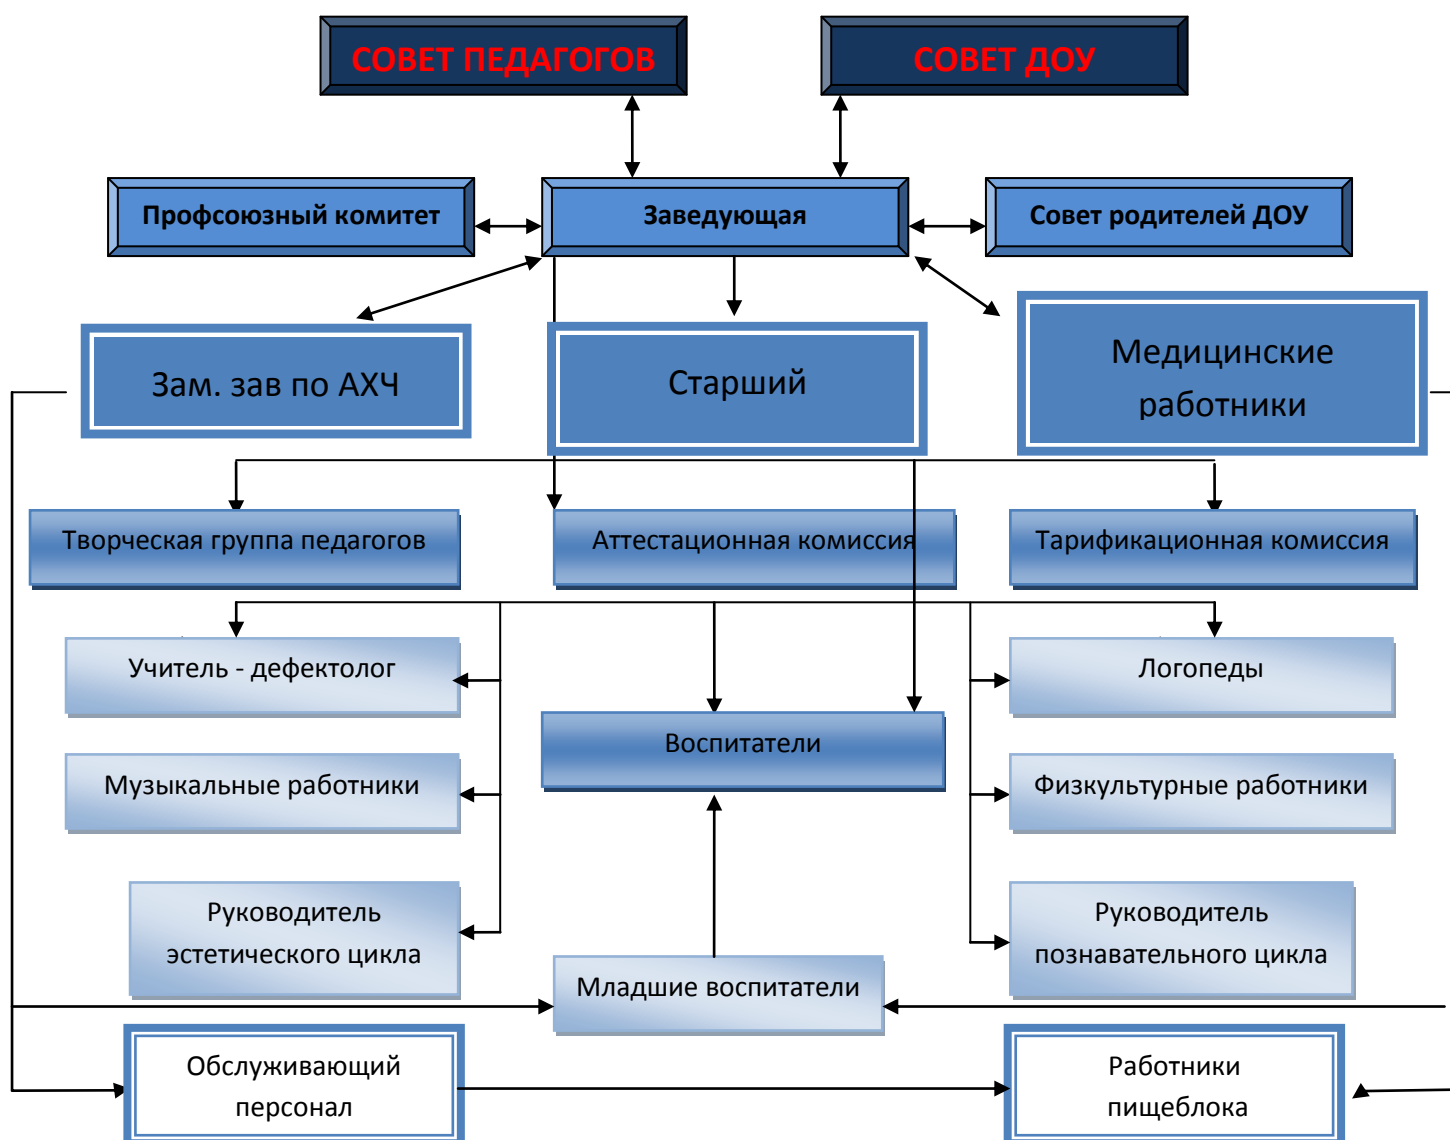 СОВЕТ ПЕДАГОГОВ
СОВЕТ ДОУ
Профсоюзный комитет
Заведующая
Совет родителей ДОУ
Зам. зав по АХЧ
Старший
Медицинские
работники
Творческая группа педагогов
Аттестационная комиссия
Тарификационная комиссия
Учитель - дефектолог
Логопеды
Воспитатели
Музыкальные работники
Физкультурные работники
Руководитель
эстетического цикла
Руководитель
познавательного цикла
Младшие воспитатели
Обслуживающий
персонал
Работники
пищеблока